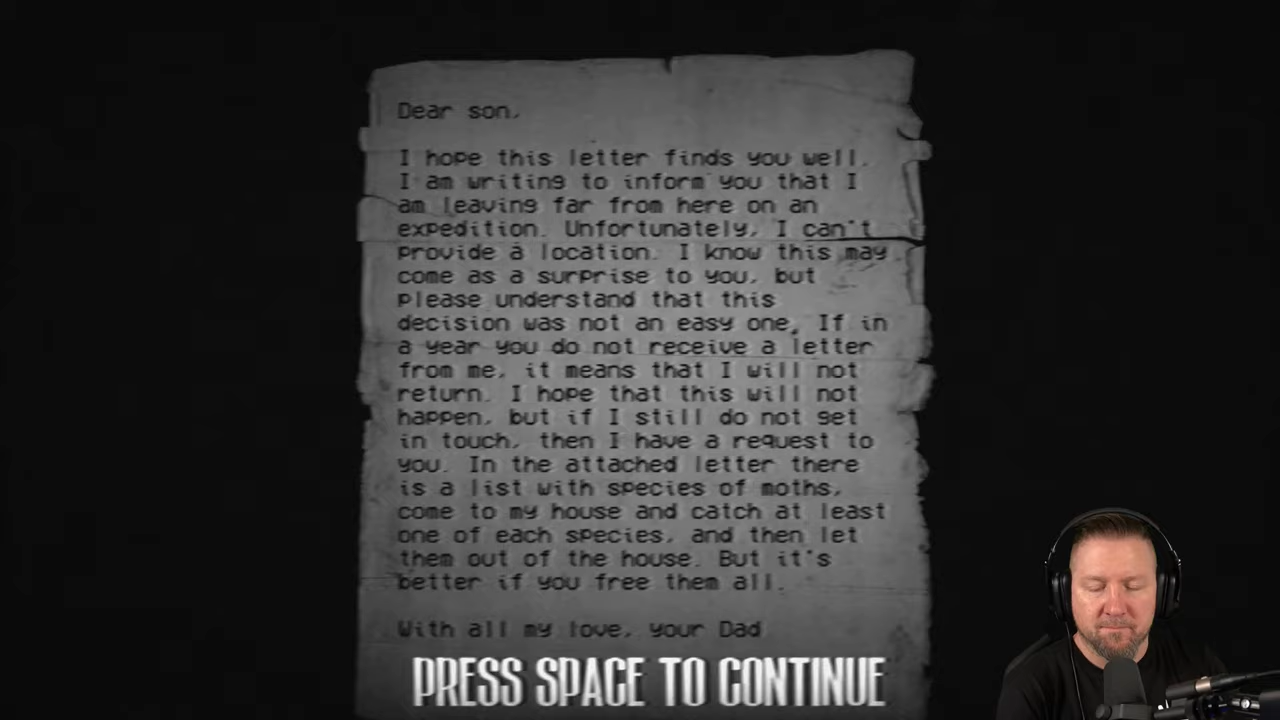 Dear son,
I hope this letter finds you well.
I am writing to inform you that I
am leaving far from here on an
expedition. Unfortunately, I can't
provide a location. I know this may
come as a surprise to you, but
please understand that this
decision was not an easy one. If in
a year you do not receive a letter
from me, it means that I will not
return. I hope that this will not
happen, but if I still do not get
in touch, then I have a request to
you. In the attached letter there
is a list with species of moths,
come to my house and catch at least
one of each species, and then let
them out of the house. But it's
better if you free them all.
With all my love, your Dad
PRESS SPACE TO CONTINUE